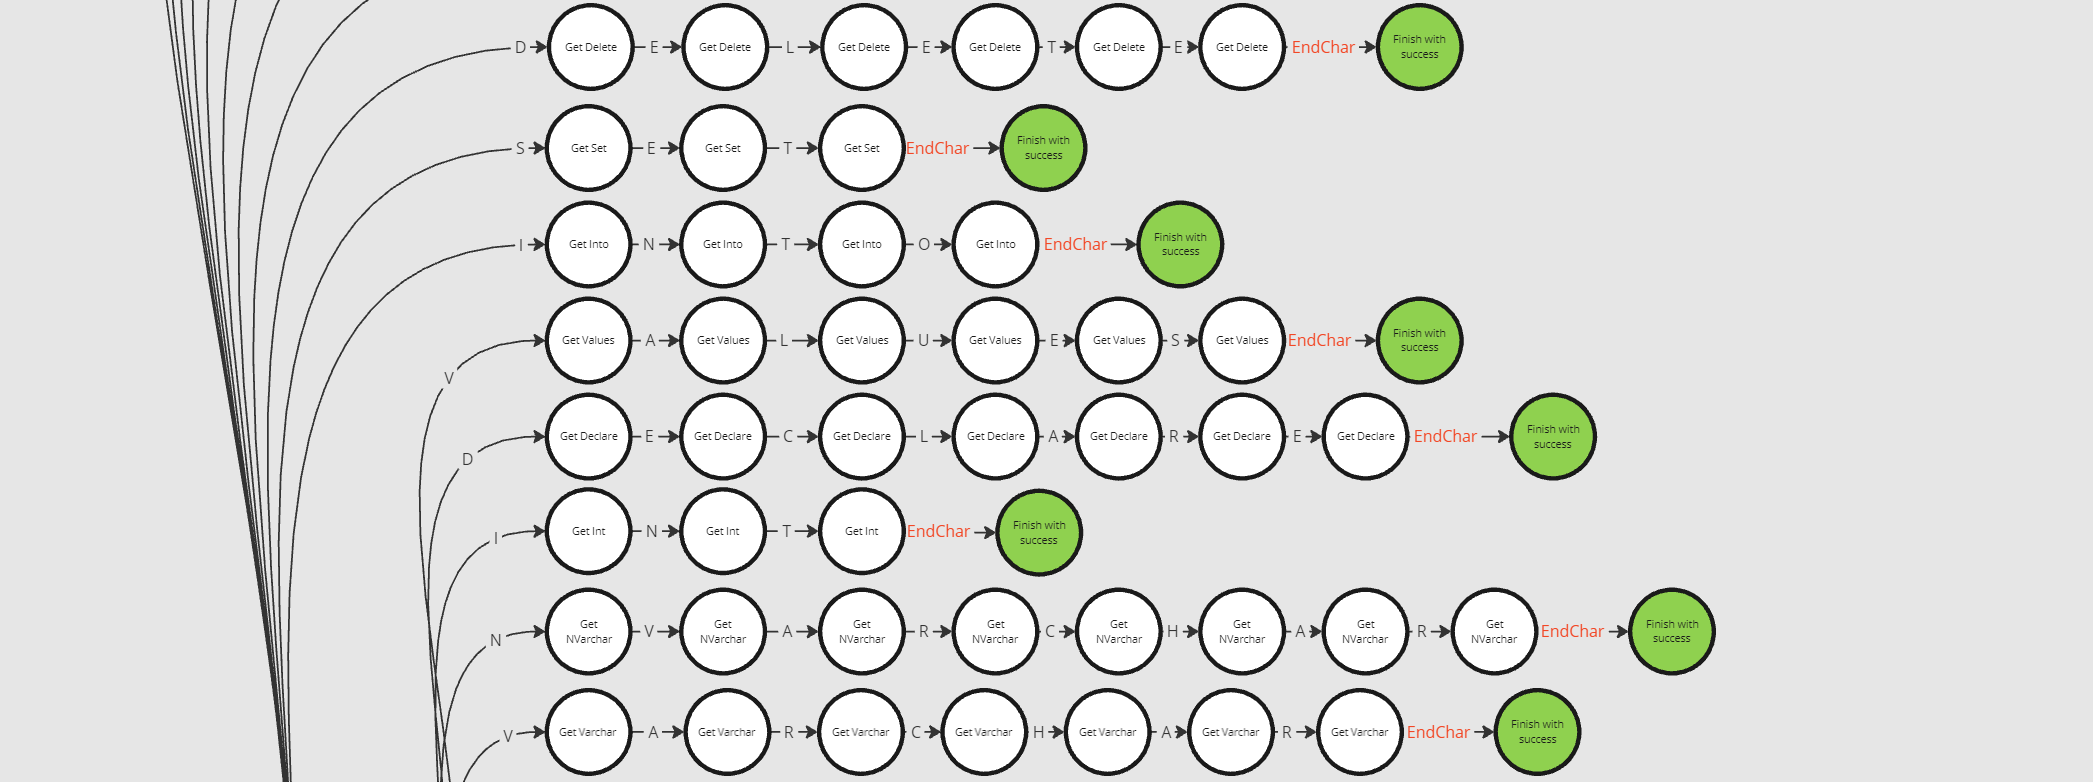 D Get Delete E Get Delete L Get Delete E Get Delete T Get Delete E Get Delete EndChar Finish with success
S Get Set E Get Set T Get Set EndChar Finish with success
I Get Into N Get Into T Get Into O Get Into EndChar Finish with success
V Get Values A Get Values L Get Values U Get Values E Get Values S Get Values EndChar Finish with success
D Get Declare E Get Declare C Get Declare L Get Declare A Get Declare R Get Declare E Get Declare EndChar Finish with success
I Get Int N Get Int T Get Int EndChar Finish with success
N Get NVarchar V Get NVarchar A Get NVarchar R Get NVarchar C Get NVarchar H Get NVarchar A Get NVarchar R Get NVarchar EndChar Finish with success
V Get Varchar A Get Varchar R Get Varchar C Get Varchar H Get Varchar A Get Varchar R Get Varchar EndChar Finish with success